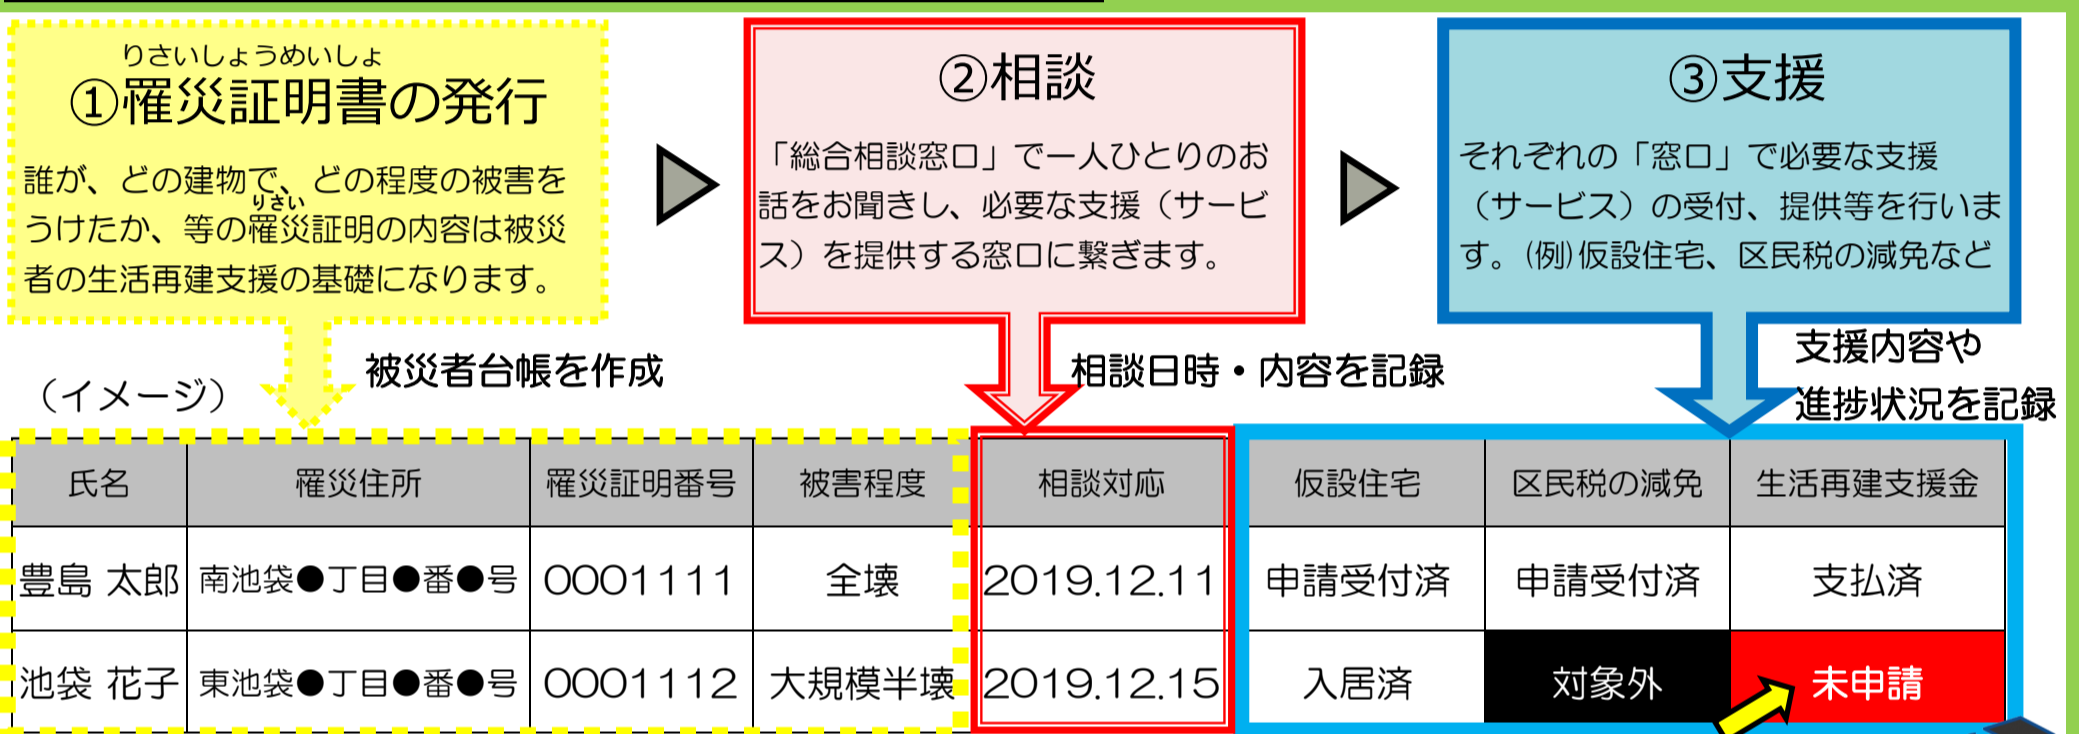 りさいしょうめいしょ
①罹災証明書の発行
誰が、どの建物で、どの程度の被害を
りさい
うけたか、等の罹災証明の内容は被災
者の生活再建支援の基礎になります。
②相談
「総合相談窓口」で一人ひとりのお
話をお聞きし、必要な支援（サービ
ス）を提供する窓口に繋ぎます。
③支援
それぞれの「窓口」で必要な支援
（サービス）の受付、提供等を行いま
す。(例)仮設住宅、区民税の減免など
被災者台帳を作成
相談日時・内容を記録
支援内容や
進捗状況を記録
（イメージ）
氏名 罹災住所 罹災証明番号 被害程度 相談対応 仮設住宅 区民税の減免 生活再建支援金
豊島 太郎 南池袋●丁目●番●号 0001111 全壊 2019.12.11 申請受付済 申請受付済 支払済
池袋 花子 東池袋●丁目●番●号 0001112 大規模半壊 2019.12.15 入居済 対象外 未申請